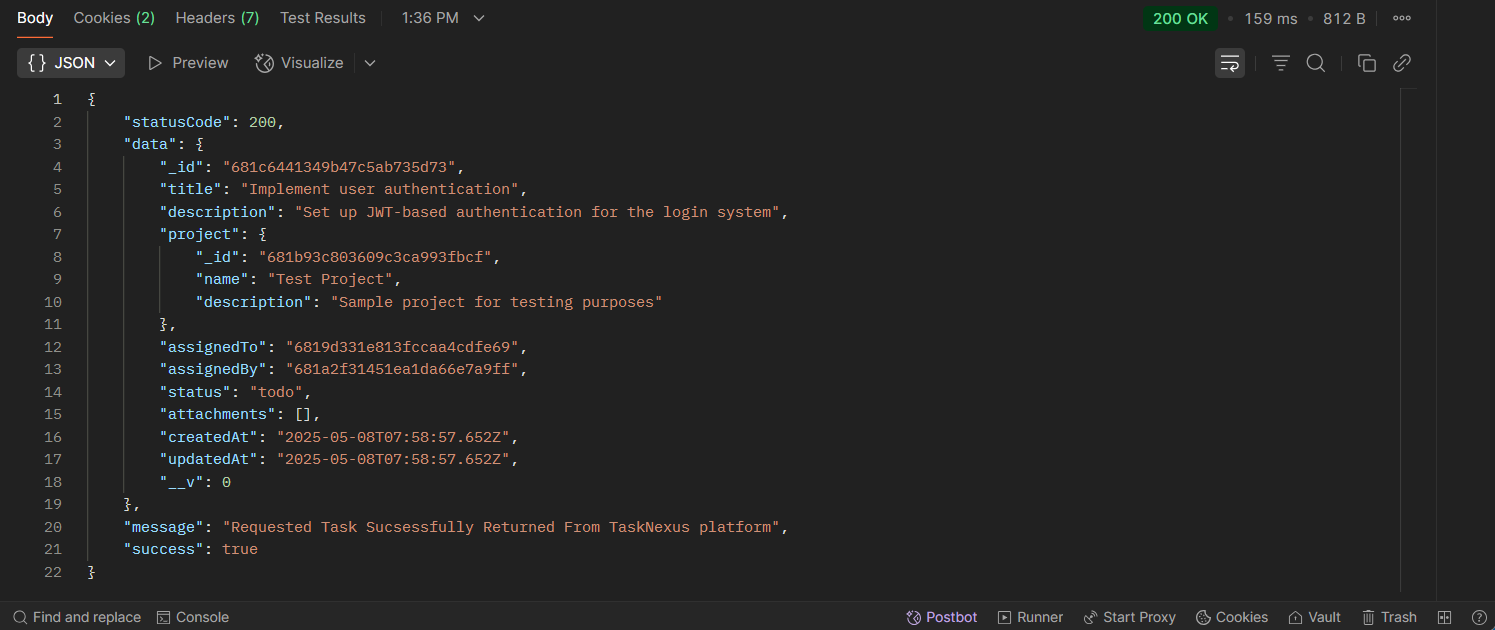 Body Cookies (2) Headers (7) Test Results 1:36 PM 200 OK 159 ms 812 B
{} JSON Preview Visualize
1 {
2 "statusCode": 200,
3 "data": {
4 "_id": "681c6441349b47c5ab735d73",
5 "title": "Implement user authentication",
6 "description": "Set up JWT-based authentication for the login system",
7 "project": {
8 "_id": "681b93c803609c3ca993fbcf",
9 "name": "Test Project",
10 "description": "Sample project for testing purposes"
11 },
12 "assignedTo": "6819d331e813fccaa4cdfe69",
13 "assignedBy": "681a2f31451ea1da66e7a9ff",
14 "status": "todo",
15 "attachments": [],
16 "createdAt": "2025-05-08T07:58:57.652Z",
17 "updatedAt": "2025-05-08T07:58:57.652Z",
18 "__v": 0
19 },
20 "message": "Requested Task Sucsessfully Returned From TaskNexus platform",
21 "success": true
22 }
Find and replace Console Postbot Runner Start Proxy Cookies Vault Trash